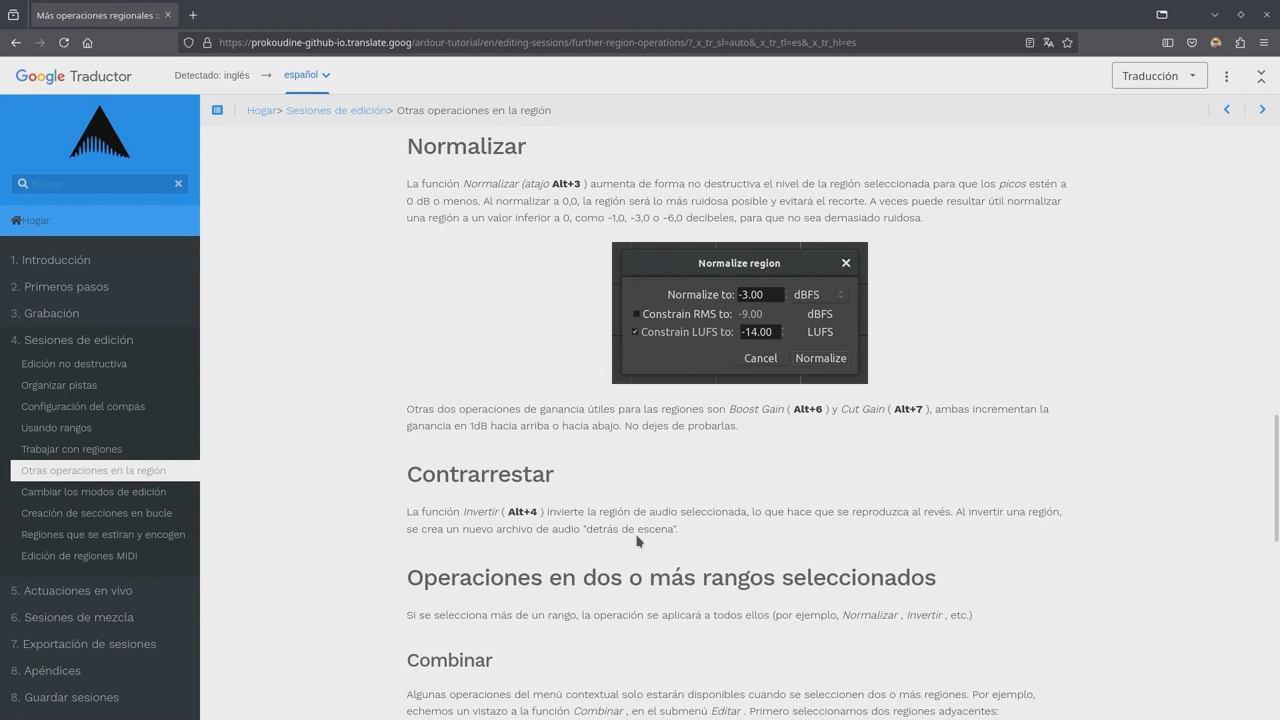 Más operaciones regionales :
https://prokoudine-github-io.translate.goog/ardour-tutorial/en/editing-sessions/further-region-operations/?_x_tr_sl=auto&_x_tr_tl=es&_x_tr_hl=es
Google Traductor
Detectado: inglés → español
Traducción
Buscar...
Hogar
1. Introducción
2. Primeros pasos
3. Grabación
4. Sesiones de edición
Edición no destructiva
Organizar pistas
Configuración del compás
Usando rangos
Trabajar con regiones
Otras operaciones en la región
Cambiar los modos de edición
Creación de secciones en bucle
Regiones que se estiran y encogen
Edición de regiones MIDI
5. Actuaciones en vivo
6. Sesiones de mezcla
7. Exportación de sesiones
8. Apéndices
8. Guardar sesiones
Hogar> Sesiones de edición> Otras operaciones en la región
Normalizar
La función Normalizar (atajo Alt+3 ) aumenta de forma no destructiva el nivel de la región seleccionada para que los picos estén a
0 dB o menos. Al normalizar a 0,0, la región será lo más ruidosa posible y evitará el recorte. A veces puede resultar útil normalizar
una región a un valor inferior a 0, como -1,0, -3,0 o -6,0 decibeles, para que no sea demasiado ruidosa.
Normalize region
Normalize to: -3.00 dBFS
Constrain RMS to: -9.00 dBFS
Constrain LUFS to: -14.00 LUFS
Cancel Normalize
Otras dos operaciones de ganancia útiles para las regiones son Boost Gain ( Alt+6 ) y Cut Gain ( Alt+7 ), ambas incrementan la
ganancia en 1dB hacia arriba o hacia abajo. No dejes de probarlas.
Contrarrestar
La función Invertir ( Alt+4 ) invierte la región de audio seleccionada, lo que hace que se reproduzca al revés. Al invertir una región,
se crea un nuevo archivo de audio "detrás de escena".
Operaciones en dos o más rangos seleccionados
Si se selecciona más de un rango, la operación se aplicará a todos ellos (por ejemplo, Normalizar , Invertir , etc.)
Combinar
Algunas operaciones del menú contextual solo estarán disponibles cuando se seleccionen dos o más regiones. Por ejemplo,
echemos un vistazo a la función Combinar , en el submenú Editar . Primero seleccionamos dos regiones adyacentes: